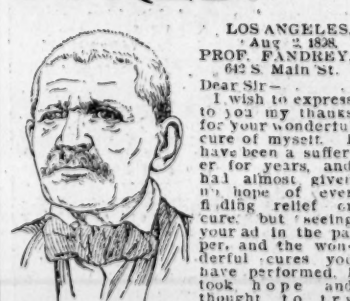 LOS ANGELES,
Aug 2, 1898.
PROF. FANDREY,
642 S. Main St.
Dear Sir—
I wish to express
to you my thanks
for your wonderfu
cure of myself. I
have been a suffer
er for years, and
had almost given
up hope of ever
finding relief or
cure, but seeing
your ad in the pa
per, and the won
derful cures you
have performed, I
took hope and
thought to try